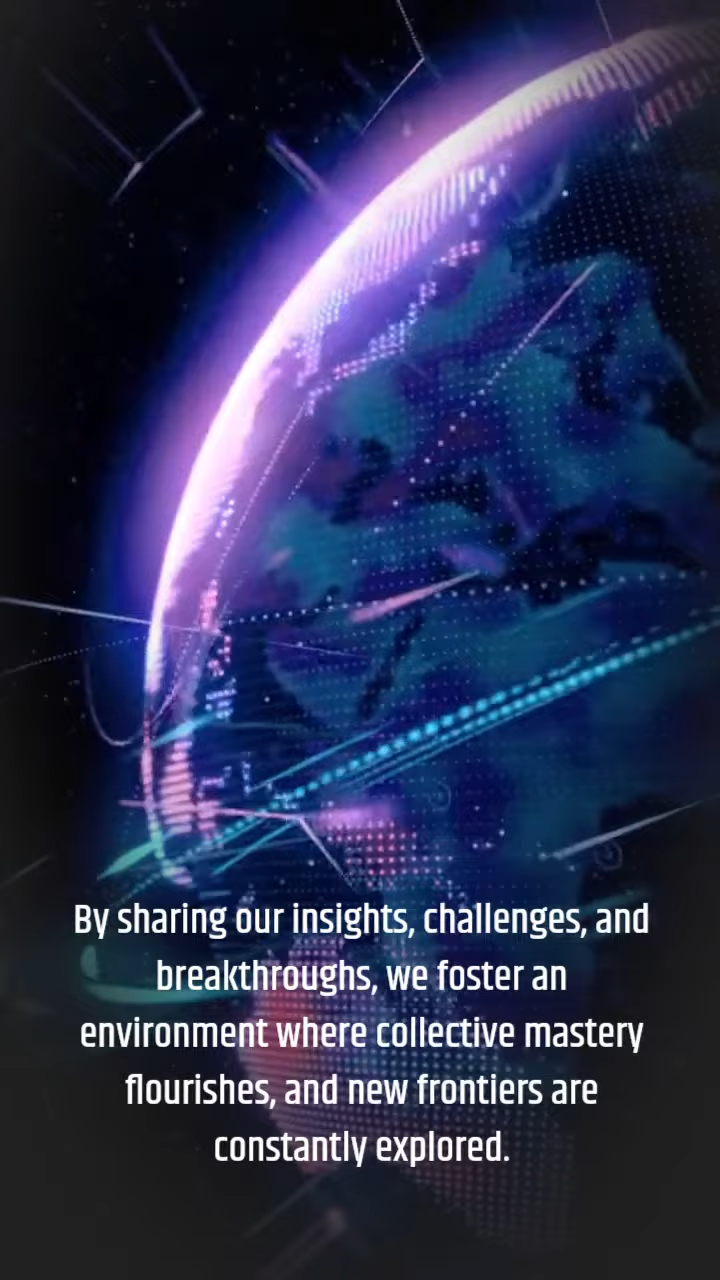 By sharing our insights, challenges, and
breakthroughs, we foster an
environment where collective mastery
flourishes, and new frontiers are
constantly explored.